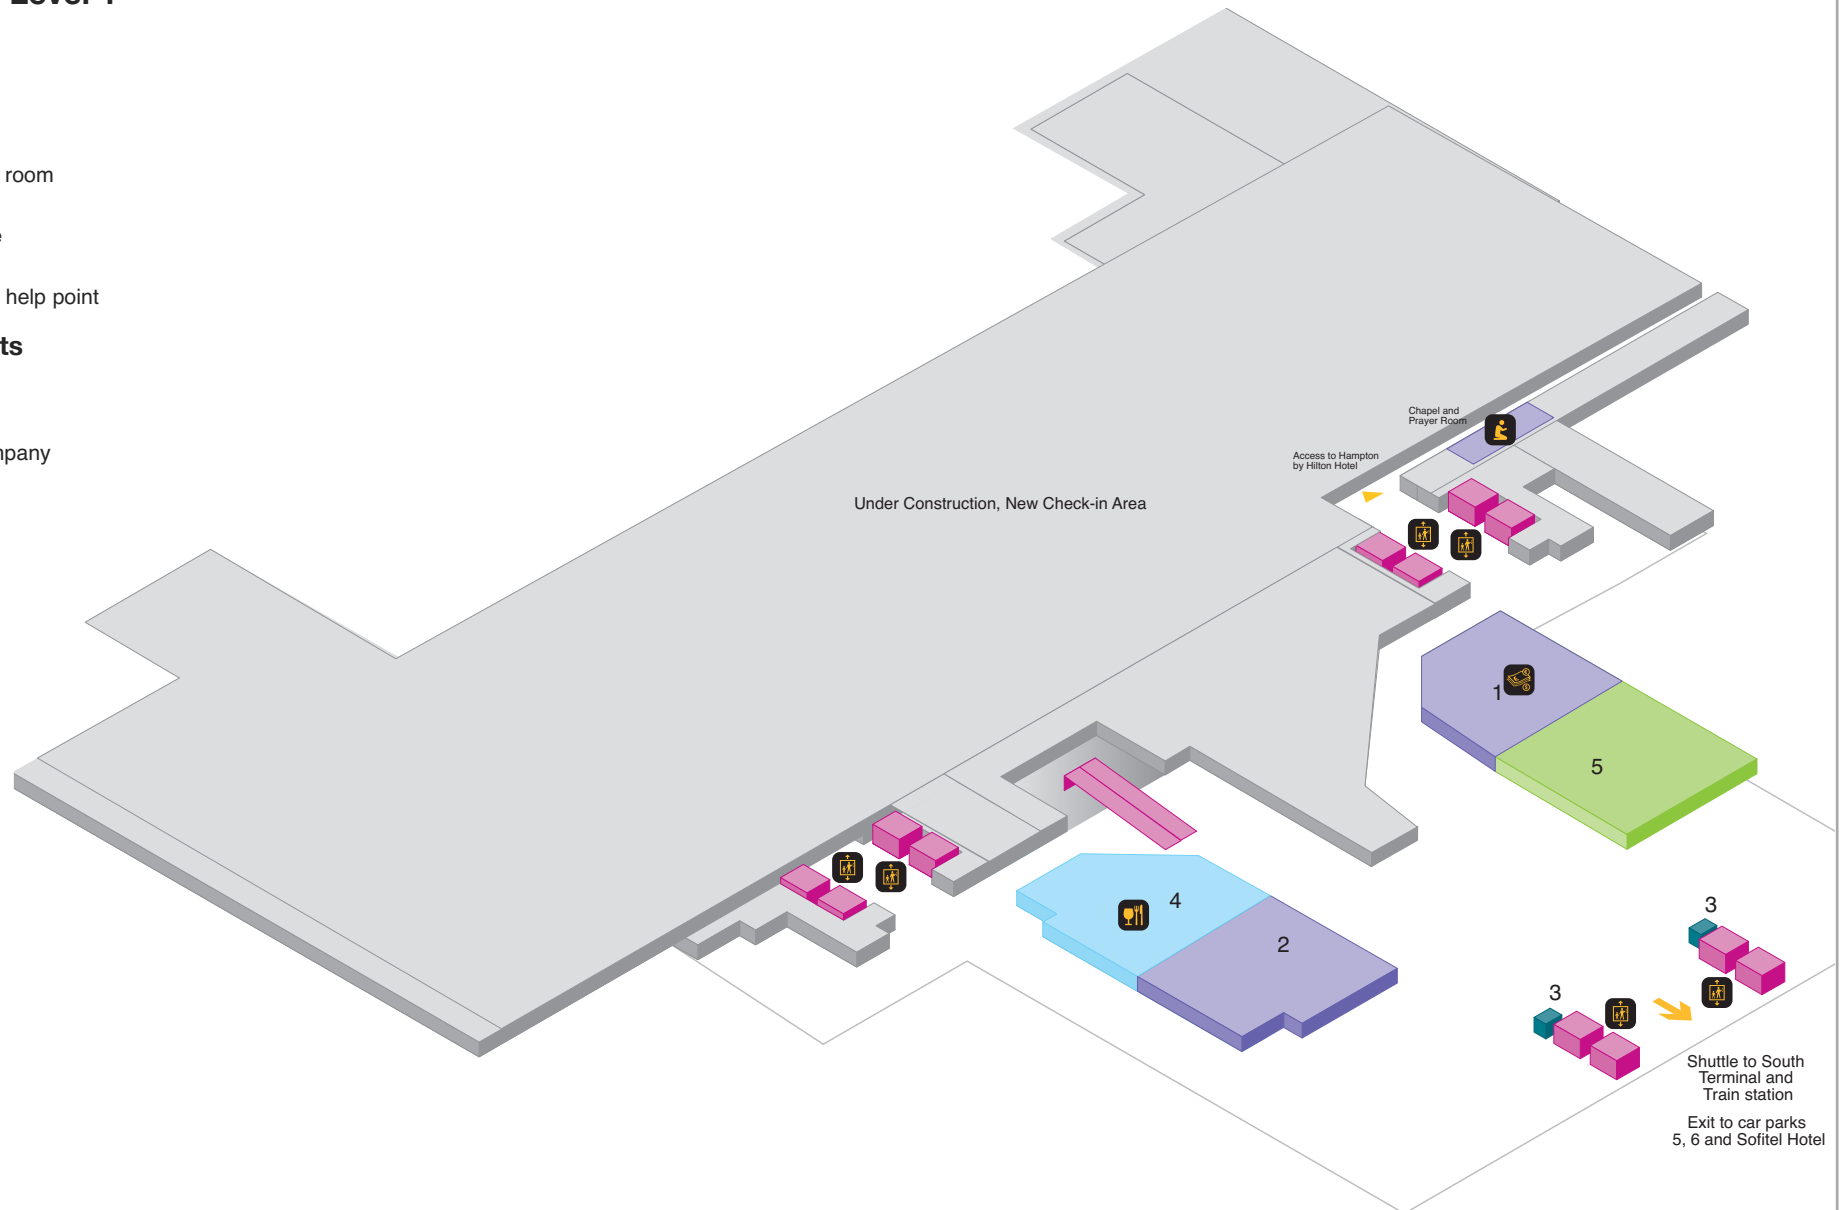 room
help point
ts
mpany
Chapel and
Prayer Room
Access to Hampton
by Hilton Hotel
Under Construction, New Check-in Area
1
5
4
2
3
3
Shuttle to South
Terminal and
Train station
Exit to car parks
5, 6 and Sofitel Hotel